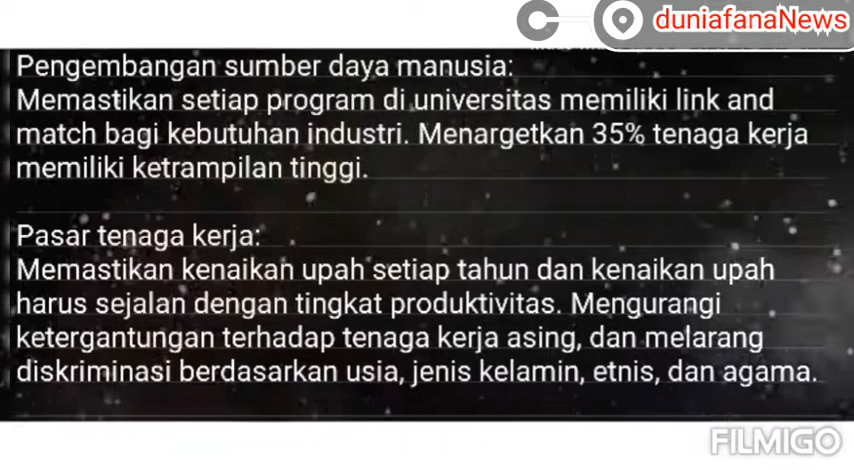 duniafanaNews
Pengembangan sumber daya manusia:
Memastikan setiap program di universitas memiliki link and
match bagi kebutuhan industri. Menargetkan 35% tenaga kerja
memiliki ketrampilan tinggi.
Pasar tenaga kerja:
Memastikan kenaikan upah setiap tahun dan kenaikan upah
harus sejalan dengan tingkat produktivitas. Mengurangi
ketergantungan terhadap tenaga kerja asing, dan melarang
diskriminasi berdasarkan usia, jenis kelamin, etnis, dan agama.
FILMIGO